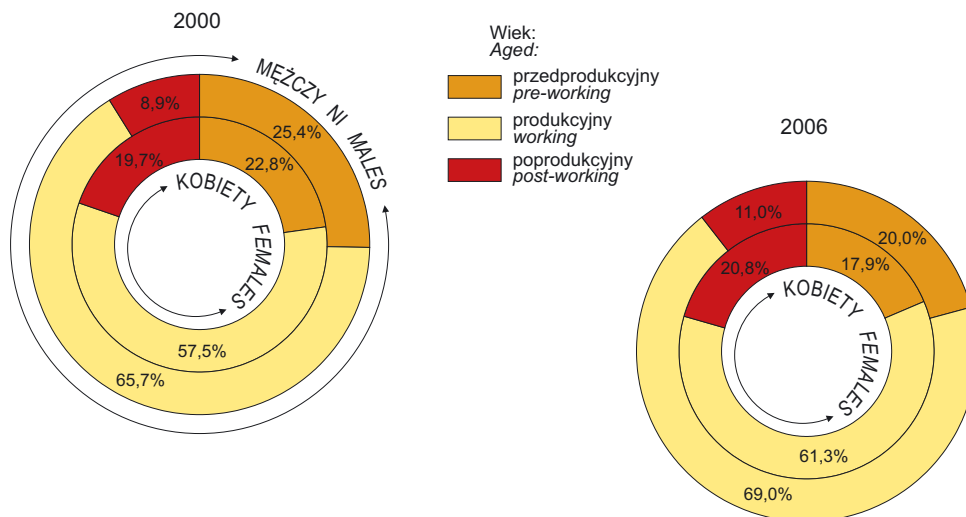 2000
MĘŻCZY NI MALES
8,9%
25,4%
19,7%
22,8%
KOBIETY FEMALES
57,5%
65,7%
Wiek:
Aged:
przedprodukcyjny
pre-working
produkcyjny
working
poprodukcyjny
post-working
2006
11,0%
20,0%
20,8%
17,9%
KOBIETY FEMALES
61,3%
69,0%